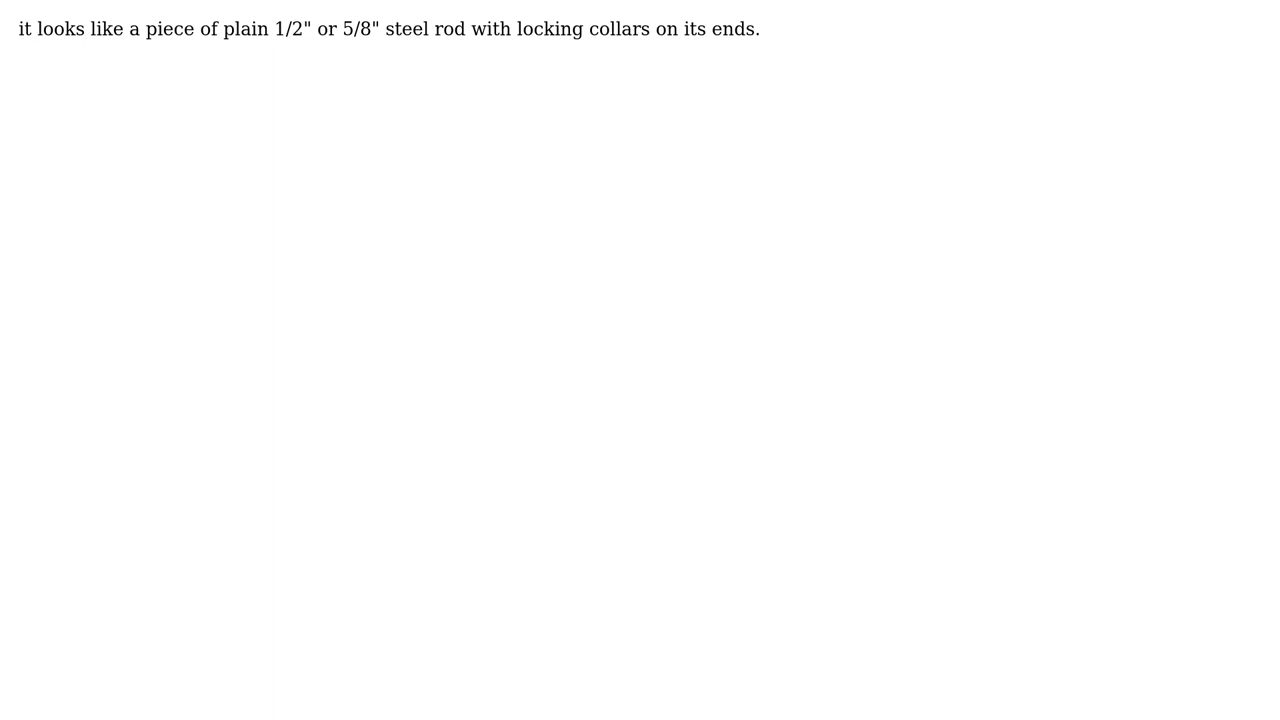 it looks like a piece of plain 1/2" or 5/8" steel rod with locking collars on its ends.